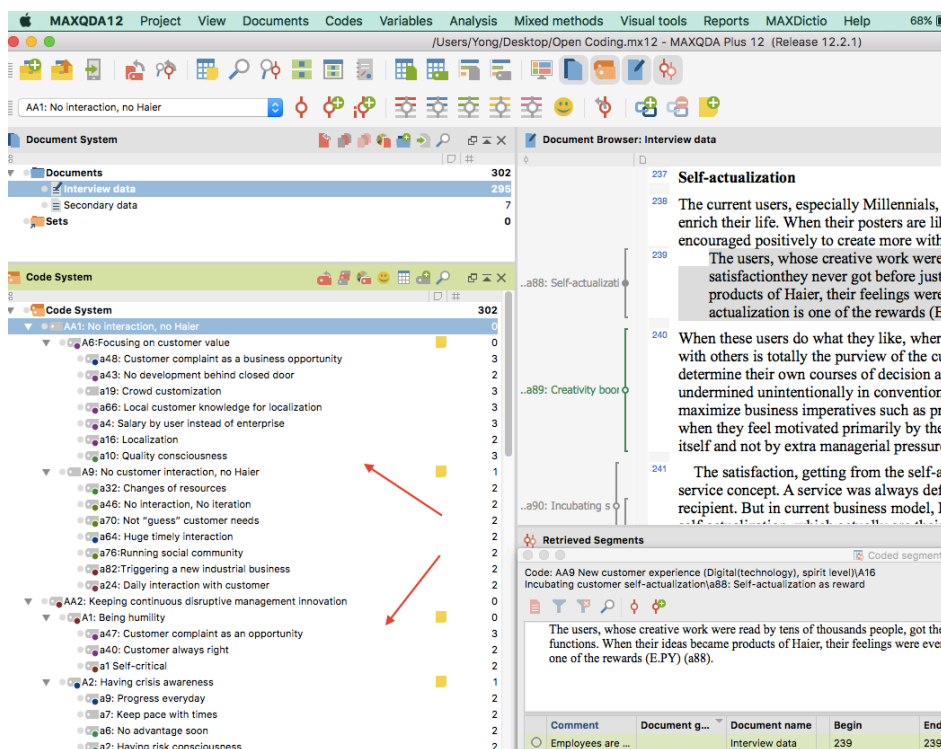 MAXQDA12 Project View Documents Codes Variables Analysis Mixed methods Visual tools Reports MAXDictio Help 68%
/Users/Yong/Desktop/Open Coding.mx12 - MAXQDA Plus 12 (Release 12.2.1)
AA1: No interaction, no Haier
Document System
#
Documents 302
Interview data 295
Secondary data 7
Sets 0
Code System
#
Code System 302
AA1: No interaction, no Haier 0
A6:Focusing on customer value 0
a48: Customer complaint as a business opportunity 3
a43: No development behind closed door 2
a19: Crowd customization 3
a66: Local customer knowledge for localization 3
a4: Salary by user instead of enterprise 3
a16: Localization 2
a10: Quality consciousness 3
A9: No customer interaction, no Haier 1
a32: Changes of resources 2
a46: No interaction, No iteration 2
a70: Not "guess" customer needs 2
a64: Huge timely interaction 2
a76:Running social community 2
a82:Triggering a new industrial business 2
a24: Daily interaction with customer 2
AA2: Keeping continuous disruptive management innovation 0
A1: Being humility 0
a47: Customer complaint as an opportunity 3
a40: Customer always right 2
a1 Self-critical 2
A2: Having crisis awareness 1
a9: Progress everyday 2
a7: Keep pace with times 2
a6: No advantage soon 2
a2: Having risk consciousness 2
Document Browser: Interview data
237 Self-actualization
238 The current users, especially Millennials,
enrich their life. When their posters are
encouraged positively to create more
239 The users, whose creative work were
..a88: Self-actualizati
satisfactionthey never got before just
products of Haier, their feelings were
actualization is one of the rewards
240 When these users do what they like,
with others is totally the purview of the
determine their own courses of decision
..a89: Creativity boo
undermined unintentionally in
maximize business imperatives such as
when they feel motivated primarily by
itself and not by extra managerial
241 The satisfaction, getting from the
service concept. A service was always
..a90: Incubating s
recipient. But in current business model,
Retrieved Segments
Coded segment
Code: AA9 New customer experience (Digital(technology), spirit level)\A16
Incubating customer self-actualization\a88: Self-actualization as reward
The users, whose creative work were read by tens of thousands people, got
functions. When their ideas became products of Haier, their feelings were
one of the rewards (E.PY) (a88).
Comment Document g... Document name Begin End
Employees are ... Interview data 239 239